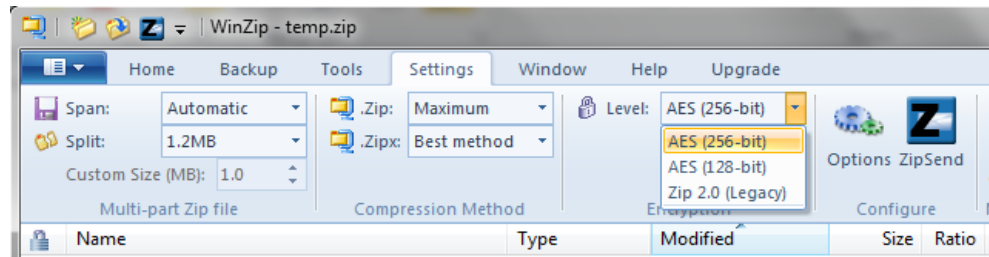 WinZip - temp.zip
Home Backup Tools Settings Window Help Upgrade
Span: Automatic .Zip: Maximum Level: AES (256-bit)
Split: 1.2MB .Zipx: Best method AES (256-bit)
AES (128-bit)
Options ZipSend
Custom Size (MB): 1.0
Zip 2.0 (Legacy)
Multi-part Zip file Compression Method Encryption Configure
Name Type Modified Size Ratio